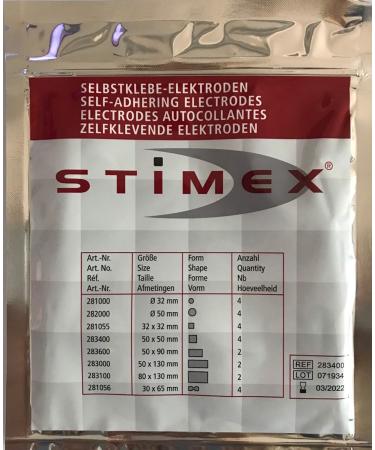 SELBSTKLEBE-ELEKTRODEN
SELF-ADHERING ELECTRODES
ELECTRODES AUTOCOLLANTES
ZELFKLEVENDE ELEKTRODEN
STIMEX®
Art.-Nr. Größe Form Anzahl
Art. No. Size Shape Quantity
Réf. Taille Forme Nb
Art.-Nr. Afmetingen Vorm Hoeveelheid
281000 Ø 32 mm 4
282000 Ø 50 mm 4
281055 32 x 32 mm 4
283400 50 x 50 mm 4
283600 50 x 90 mm 2
283000 50 x 130 mm 2
283100 80 x 130 mm 2
281056 30 x 65 mm 4
REF 283400
LOT 071934
03/2022